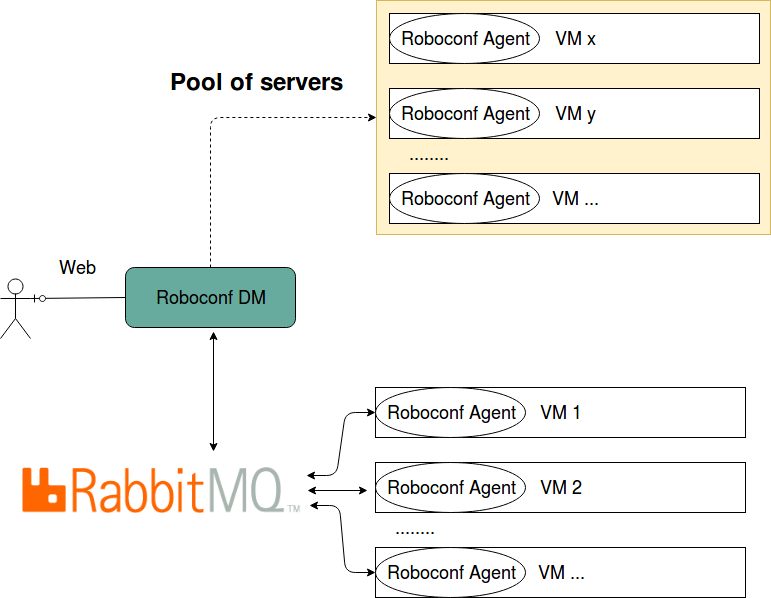 Roboconf Agent VM x
Pool of servers
Roboconf Agent VM y
........
Roboconf Agent VM ...
Web
Roboconf DM
Roboconf Agent VM 1
RabbitMQ™
Roboconf Agent VM 2
........
Roboconf Agent VM ...